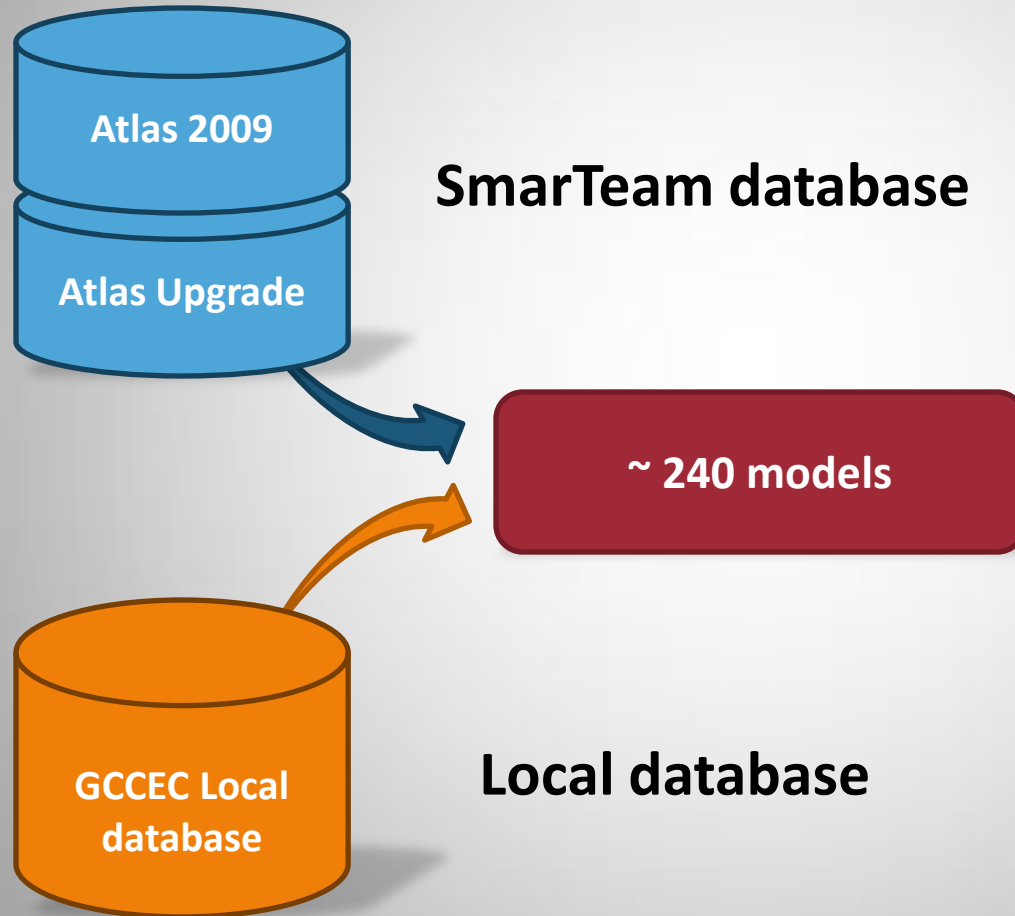 Atlas 2009
SmarTeam database
Atlas Upgrade
~ 240 models
GCCEC Local
database
Local database